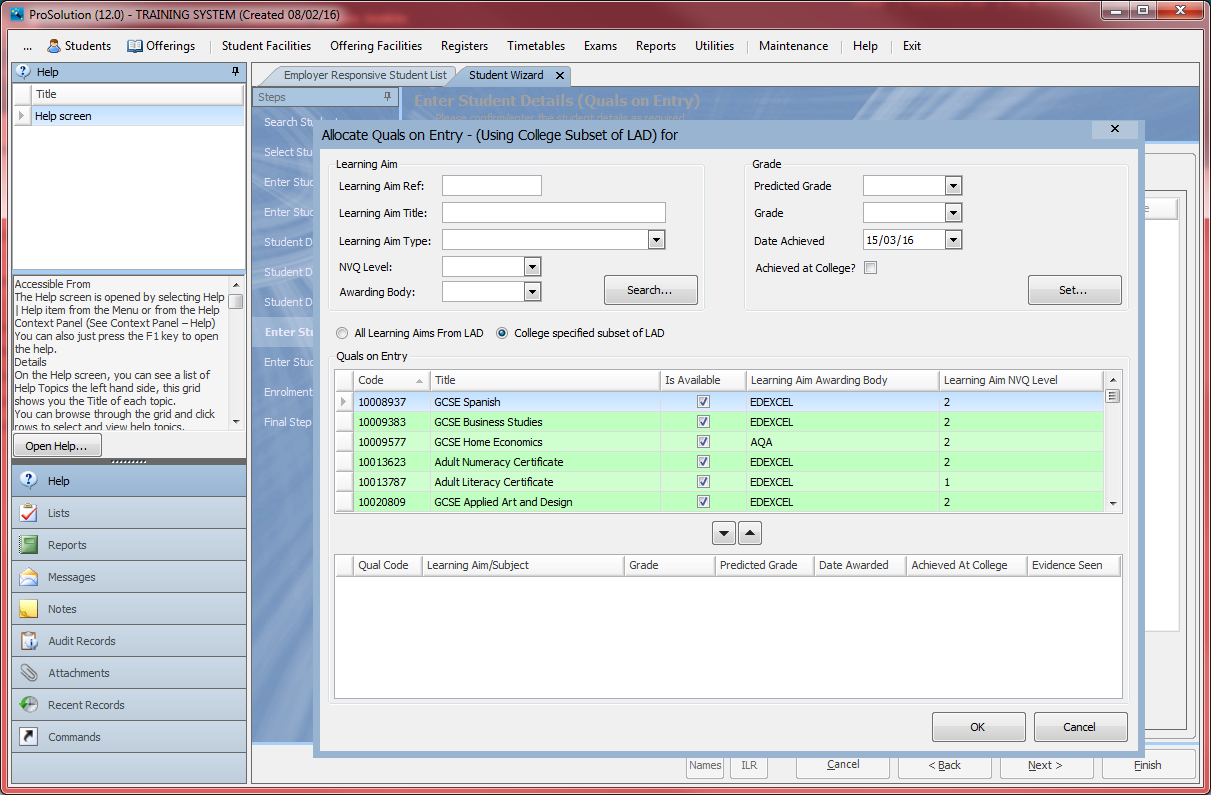 ProSolution (12.0) - TRAINING SYSTEM (Created 08/02/16)
... Students Offerings Student Facilities Offering Facilities Registers Timetables Exams Reports Utilities Maintenance Help Exit
Help
Title
Help screen
Accessible From
The Help screen is opened by selecting Help
| Help item from the Menu or from the Help
Context Panel (See Context Panel – Help)
You can also just press the F1 key to open
the help.
Details
On the Help screen, you can see a list of
Help Topics the left hand side, this grid
shows you the Title of each topic.
You can browse through the grid and click
rows to select and view help topics.
Open Help...
Help
Lists
Reports
Messages
Notes
Audit Records
Attachments
Recent Records
Commands
Employer Responsive Student List Student Wizard
Steps
Search
Select Stu
Enter Stud
Enter Stud
Student D
Student D
Student D
Enter Stu
Enter Stud
Enrolment
Final Step
Enter Student Details (Quals on Entry)
Please confirm/enter the student details as required
Allocate Quals on Entry - (Using College Subset of LAD) for
Learning Aim
Learning Aim Ref:
Learning Aim Title:
Learning Aim Type:
NVQ Level:
Awarding Body:
Search...
Grade
Predicted Grade
Grade
Date Achieved 15/03/16
Achieved at College?
Set...
All Learning Aims From LAD College specified subset of LAD
Quals on Entry
Code Title Is Available Learning Aim Awarding Body Learning Aim NVQ Level
10008937 GCSE Spanish EDEXCEL 2
10009383 GCSE Business Studies EDEXCEL 2
10009577 GCSE Home Economics AQA 2
10013623 Adult Numeracy Certificate EDEXCEL 2
10013787 Adult Literacy Certificate EDEXCEL 1
10020809 GCSE Applied Art and Design EDEXCEL 2
Qual Code Learning Aim/Subject Grade Predicted Grade Date Awarded Achieved At College Evidence Seen
OK Cancel
Names ILR Cancel < Back Next > Finish